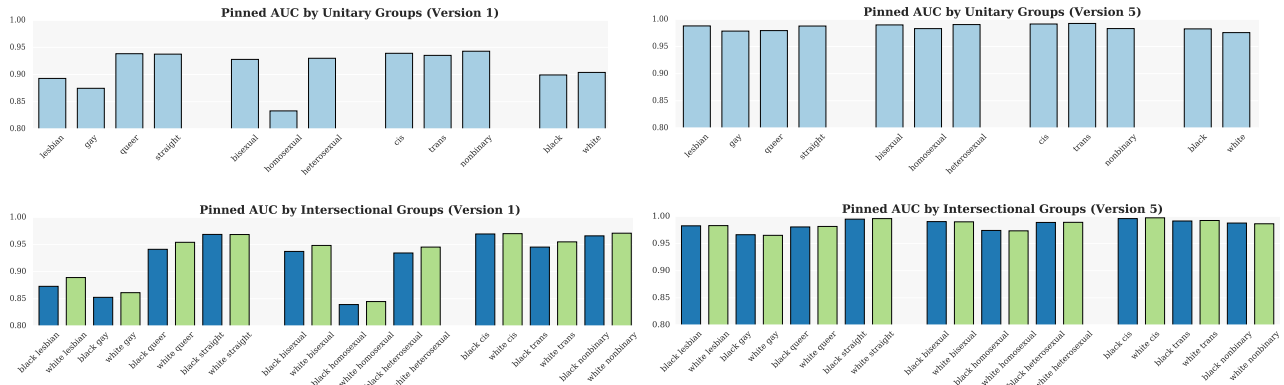 Pinned AUC by Unitary Groups (Version 1)
1.00
0.95
0.90
0.85
0.80
lesbian
gay
queer
straight
bisexual
homosexual
heterosexual
cis
trans
nonbinary
black
white
Pinned AUC by Unitary Groups (Version 5)
1.00
0.95
0.90
0.85
0.80
lesbian
gay
queer
straight
bisexual
homosexual
heterosexual
cis
trans
nonbinary
black
white
Pinned AUC by Intersectional Groups (Version 1)
1.00
0.95
0.90
0.85
0.80
black lesbian
white lesbian
black gay
white gay
black queer
white queer
black straight
white straight
black bisexual
white bisexual
black homosexual
white homosexual
black heterosexual
white heterosexual
black cis
white cis
black trans
white trans
black nonbinary
white nonbinary
Pinned AUC by Intersectional Groups (Version 5)
1.00
0.95
0.90
0.85
0.80
black lesbian
white lesbian
black gay
white gay
black queer
white queer
black straight
white straight
black bisexual
white bisexual
black homosexual
white homosexual
black heterosexual
white heterosexual
black cis
white cis
black trans
white trans
black nonbinary
white nonbinary